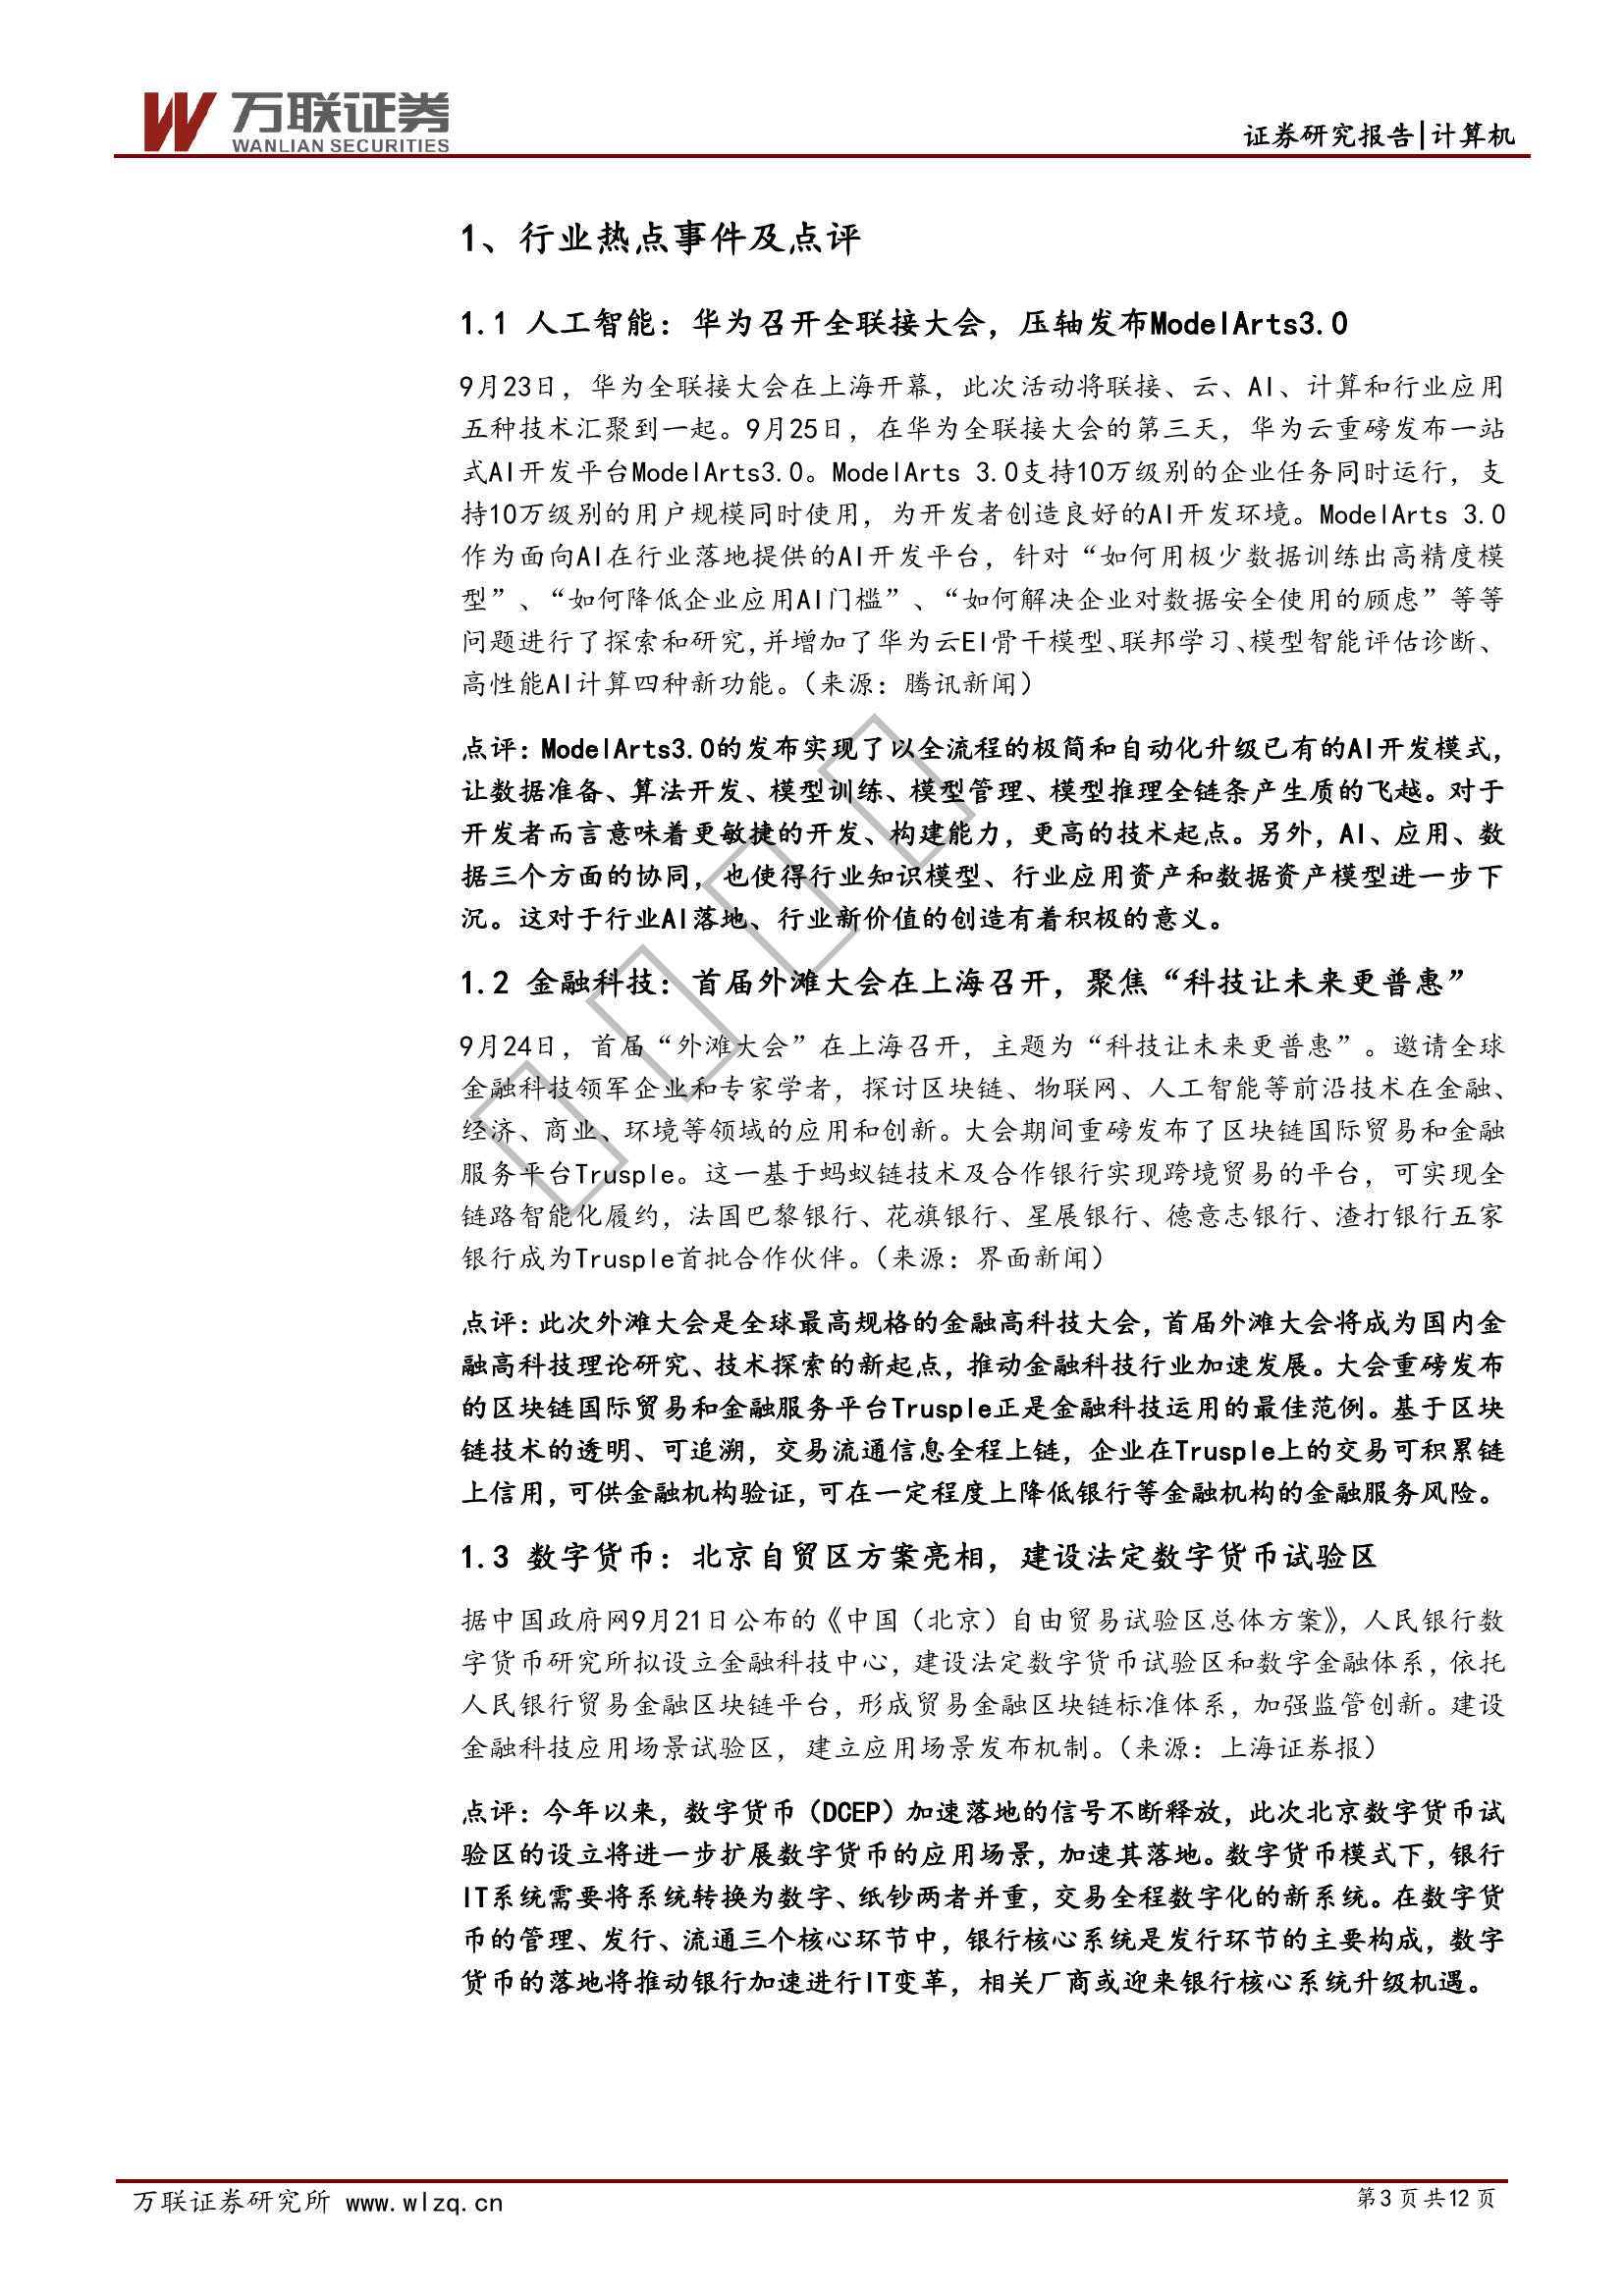 万联证券
WANLIAN SECURITIES
证券研究报告|计算机
1、行业热点事件及点评
1.1 人工智能：华为召开全联接大会，压轴发布ModelArts3.0
9月23日，华为全联接大会在上海开幕，此次活动将联接、云、AI、计算和行业应用
五种技术汇聚到一起。9月25日，在华为全联接大会的第三天，华为云重磅发布一站
式AI开发平台ModelArts3.0。ModelArts 3.0支持10万级别的企业任务同时运行，支
持10万级别的用户规模同时使用，为开发者创造良好的AI开发环境。ModelArts 3.0
作为面向AI在行业落地提供的AI开发平台，针对“如何用极少数据训练出高精度模
型”、“如何降低企业应用AI门槛”、“如何解决企业对数据安全使用的顾虑”等等
问题进行了探索和研究,并增加了华为云EI骨干模型、联邦学习、模型智能评估诊断、
高性能AI计算四种新功能。（来源：腾讯新闻）
点评：ModelArts3.0的发布实现了以全流程的极简和自动化升级已有的AI开发模式，
让数据准备、算法开发、模型训练、模型管理、模型推理全链条产生质的飞越。对于
开发者而言意味着更敏捷的开发、构建能力，更高的技术起点。另外，AI、应用、数
据三个方面的协同，也使得行业知识模型、行业应用资产和数据资产模型进一步下
沉。这对于行业AI落地、行业新价值的创造有着积极的意义。
1.2 金融科技：首届外滩大会在上海召开，聚焦“科技让未来更普惠”
9月24日，首届“外滩大会”在上海召开，主题为“科技让未来更普惠”。邀请全球
金融科技领军企业和专家学者，探讨区块链、物联网、人工智能等前沿技术在金融、
经济、商业、环境等领域的应用和创新。大会期间重磅发布了区块链国际贸易和金融
服务平台Trusple。这一基于蚂蚁链技术及合作银行实现跨境贸易的平台，可实现全
链路智能化履约，法国巴黎银行、花旗银行、星展银行、德意志银行、渣打银行五家
银行成为Trusple首批合作伙伴。（来源：界面新闻）
点评：此次外滩大会是全球最高规格的金融高科技大会，首届外滩大会将成为国内金
融高科技理论研究、技术探索的新起点，推动金融科技行业加速发展。大会重磅发布
的区块链国际贸易和金融服务平台Trusple正是金融科技运用的最佳范例。基于区块
链技术的透明、可追溯，交易流通信息全程上链，企业在Trusple上的交易可积累链
上信用，可供金融机构验证，可在一定程度上降低银行等金融机构的金融服务风险。
1.3 数字货币：北京自贸区方案亮相，建设法定数字货币试验区
据中国政府网9月21日公布的《中国（北京）自由贸易试验区总体方案》，人民银行数
字货币研究所拟设立金融科技中心，建设法定数字货币试验区和数字金融体系，依托
人民银行贸易金融区块链平台，形成贸易金融区块链标准体系，加强监管创新。建设
金融科技应用场景试验区，建立应用场景发布机制。（来源：上海证券报）
点评：今年以来，数字货币（DCEP）加速落地的信号不断释放，此次北京数字货币试
验区的设立将进一步扩展数字货币的应用场景，加速其落地。数字货币模式下，银行
IT系统需要将系统转换为数字、纸钞两者并重，交易全程数字化的新系统。在数字货
币的管理、发行、流通三个核心环节中，银行核心系统是发行环节的主要构成，数字
货币的落地将推动银行加速进行IT变革，相关厂商或迎来银行核心系统升级机遇。
万联证券研究所 www.wlzq.cn
第 3 页 共 12 页